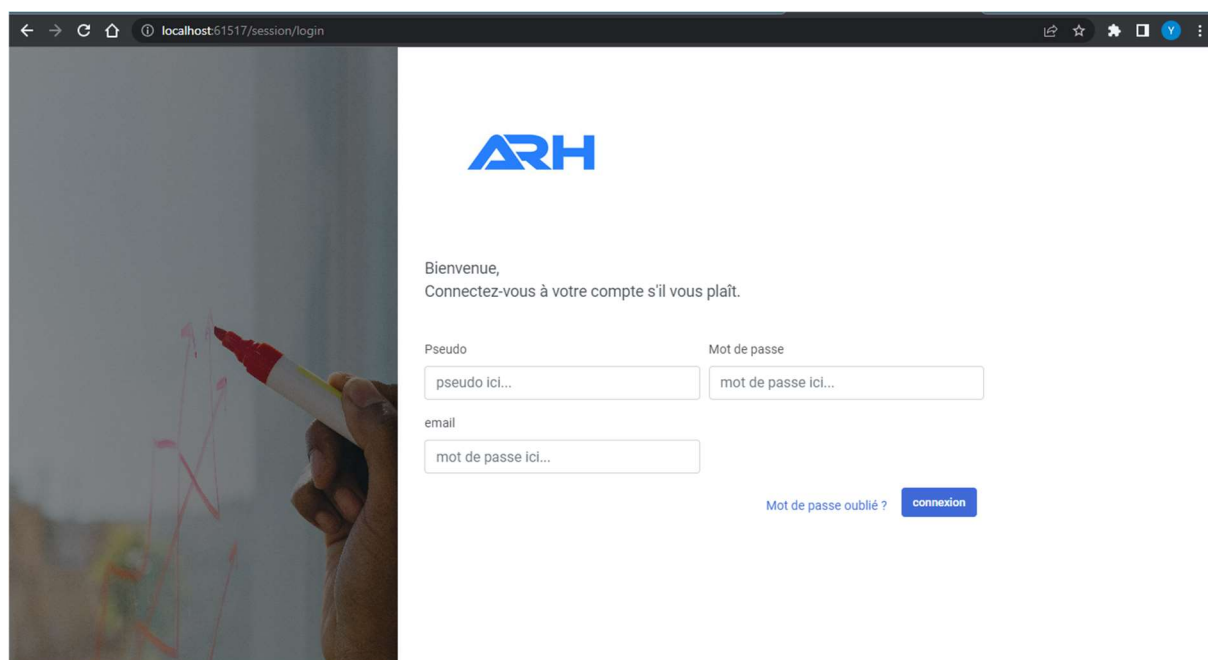 localhost:61517/session/login
Y
ARH
Bienvenue,
Connectez-vous à votre compte s'il vous plaît.
Pseudo
Mot de passe
pseudo ici...
mot de passe ici...
email
mot de passe ici...
Mot de passe oublié ?
connexion